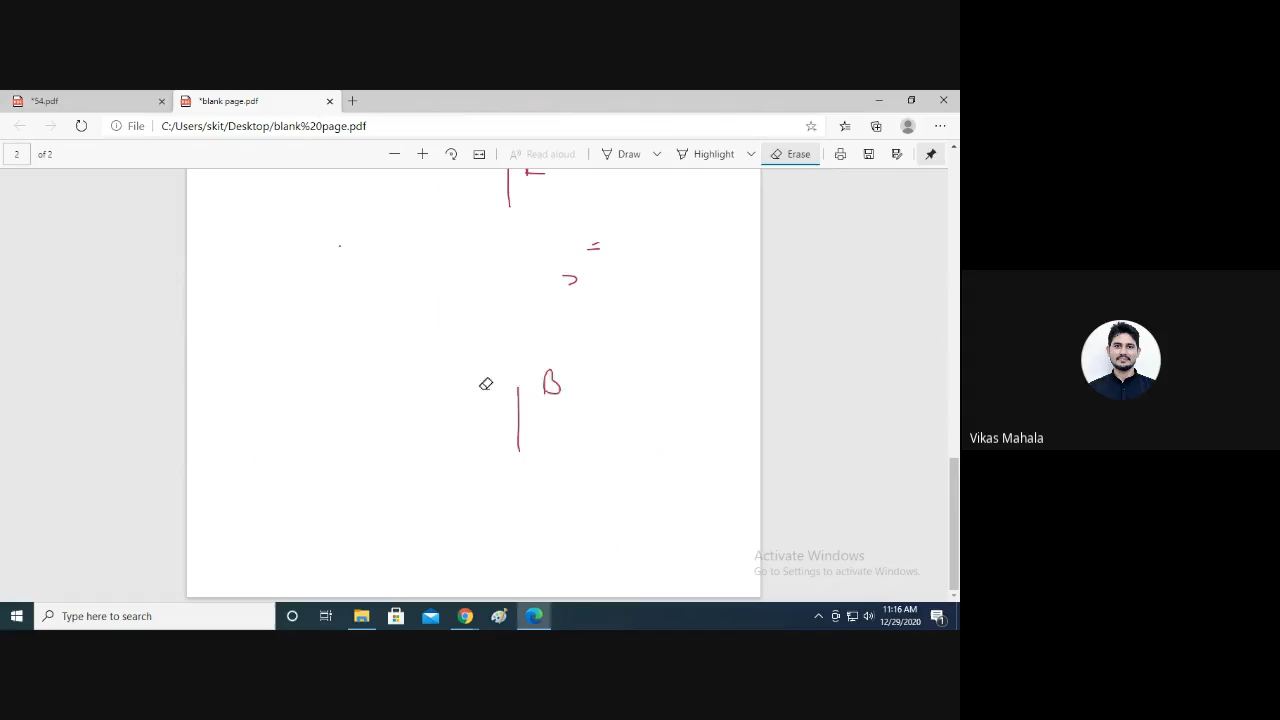 *54.pdf
*blank page.pdf
File
C:/Users/skit/Desktop/blank%20page.pdf
2 of 2
Read aloud
Draw
Highlight
Erase
=
B
Vikas Mahala
Activate Windows
Go to Settings to activate Windows.
Type here to search
11:16 AM
12/29/2020
1